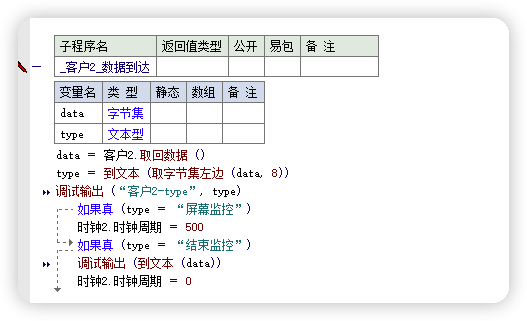 子程序名 返回值类型 公开 易包 备 注
_客户2_数据到达
变量名 类 型 静态 数组 备 注
data 字节集
type 文本型
data = 客户2.取回数据 ()
type = 到文本 (取字节集左边 (data, 8))
调试输出 (“客户2-type”, type)
如果真 (type = “屏幕监控”)
时钟2.时钟周期 = 500
如果真 (type = “结束监控”)
调试输出 (到文本 (data))
时钟2.时钟周期 = 0